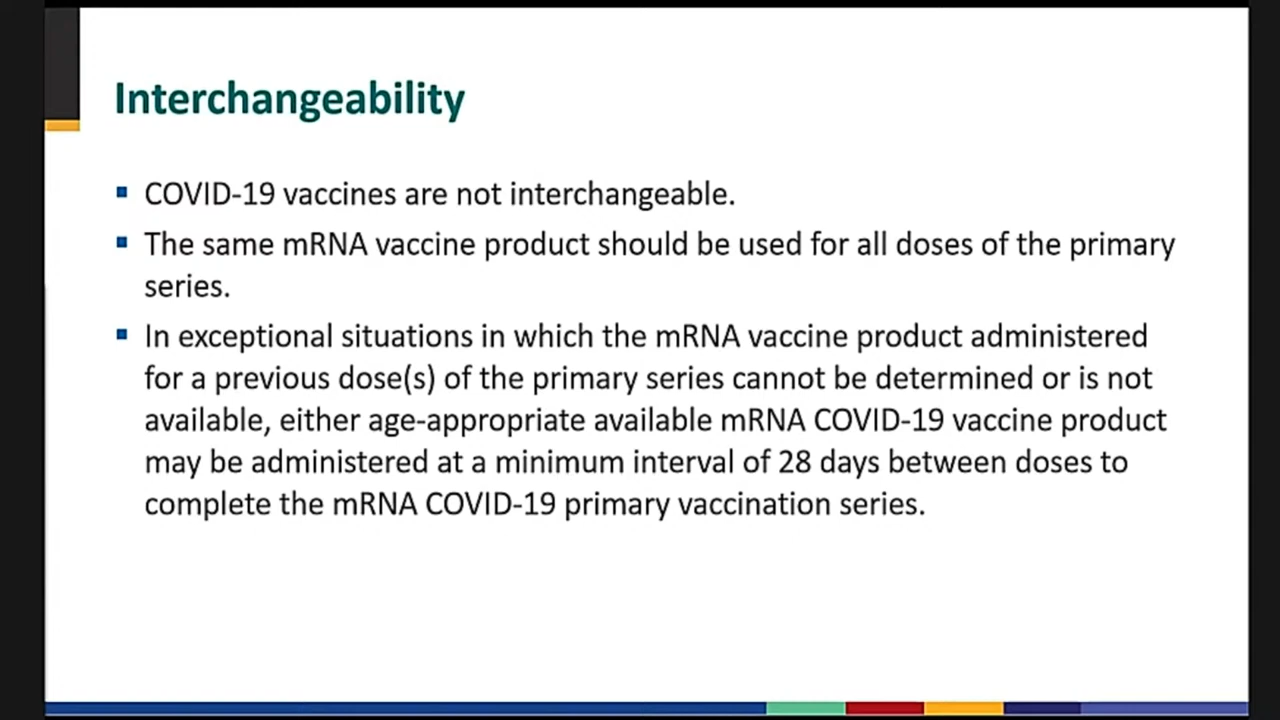 Interchangeability
COVID-19 vaccines are not interchangeable.
The same mRNA vaccine product should be used for all doses of the primary
series.
In exceptional situations in which the mRNA vaccine product administered
for a previous dose(s) of the primary series cannot be determined or is not
available, either age-appropriate available mRNA COVID-19 vaccine product
may be administered at a minimum interval of 28 days between doses to
complete the mRNA COVID-19 primary vaccination series.